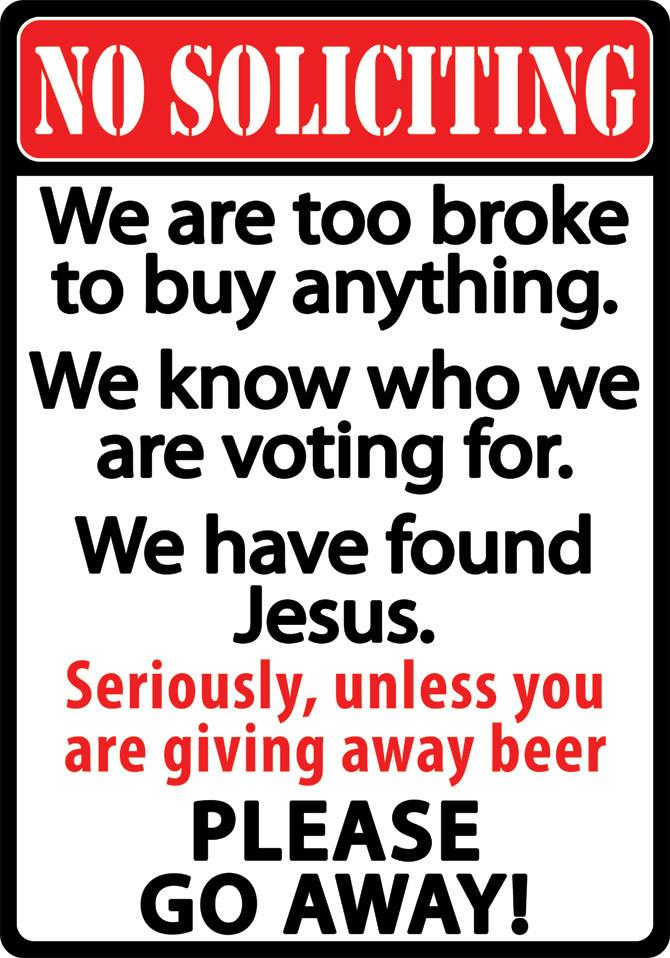 NO SOLICITING
We are too broke
to buy anything.
We know who we
are voting for.
We have found
Jesus.
Seriously, unless you
are giving away beer
PLEASE
GO AWAY!